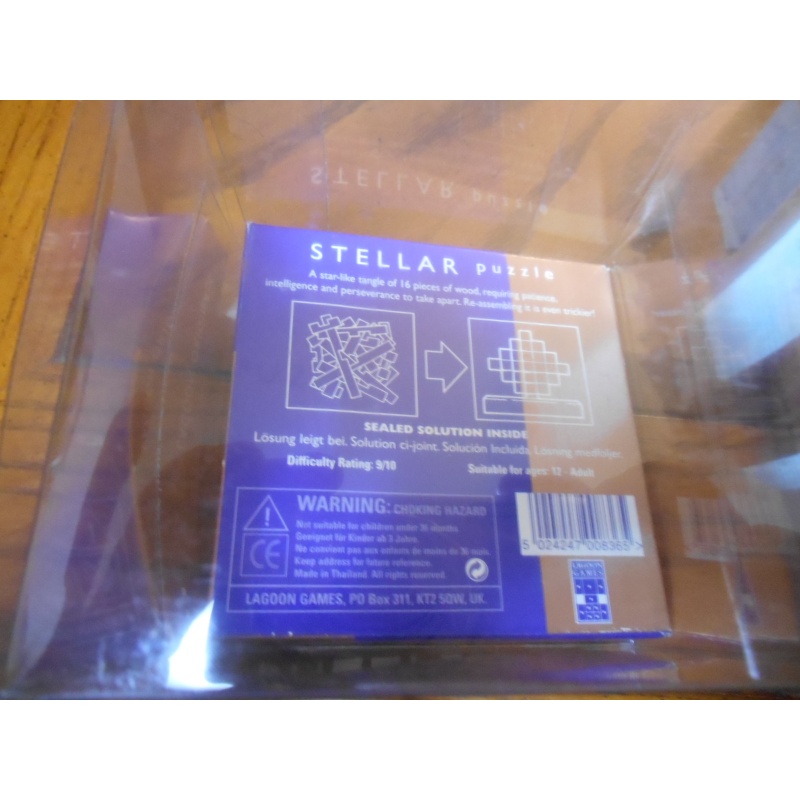 STELLAR puzzle
STELLAR puzzle
A star-like tangle of 16 pieces of wood, requiring patience,
intelligence and perseverance to take apart. Re-assembling it is even trickier!
SEALED SOLUTION INSIDE
Lösung leigt bei. Solution ci-joint. Solución Incluida. Lösning medföljer.
Difficulty Rating: 9/10
Suitable for ages: 12 - Adult
WARNING: CHOKING HAZARD
Not suitable for children under 36 months.
Geeignet für Kinder ab 3 Jahre.
No convient pas aux enfants de moins de 36 mois.
Keep address for future reference.
Made in Thailand. All rights reserved.
CE
LAGOON GAMES, PO Box 311, KT2 5QW, UK.
5 024247 008365 >
LAGOON
GAMES